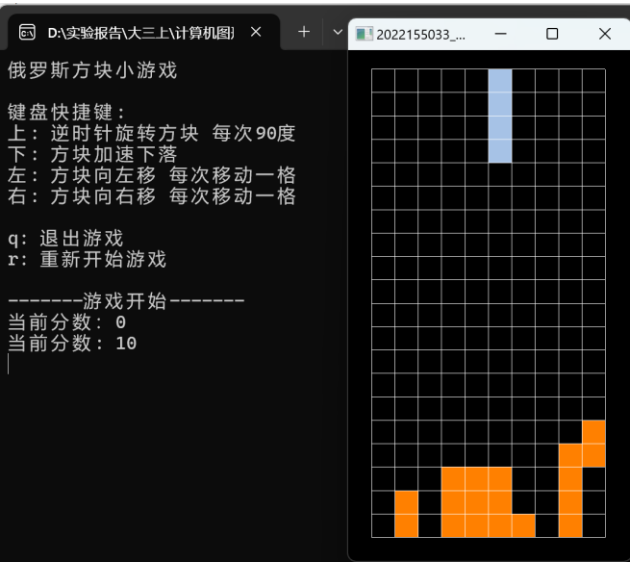 D:\实验报告\大三上\计算机图
2022155033_...
俄罗斯方块小游戏
键盘快捷键:
上: 逆时针旋转方块 每次90度
下: 方块加速下落
左: 方块向左移 每次移动一格
右: 方块向右移 每次移动一格
q: 退出游戏
r: 重新开始游戏
-------游戏开始-------
当前分数: 0
当前分数: 10